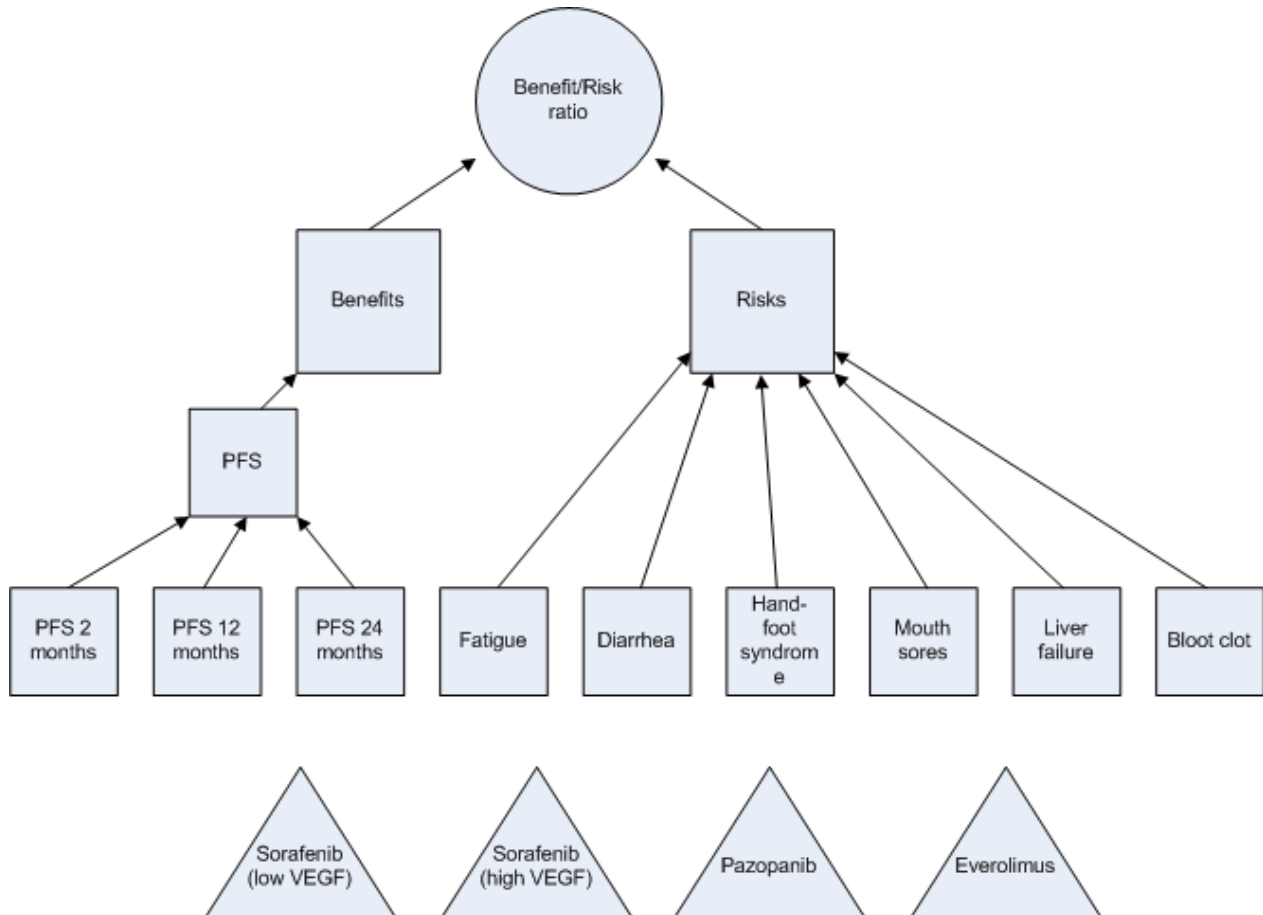 Benefit/Risk
ratio
Benefits
Risks
PFS
PFS 2
months
PFS 12
months
PFS 24
months
Fatigue
Diarrhea
Hand-
foot
syndrom
e
Mouth
sores
Liver
failure
Bloot clot
Sorafenib
(low VEGF)
Sorafenib
(high VEGF)
Pazopanib
Everolimus